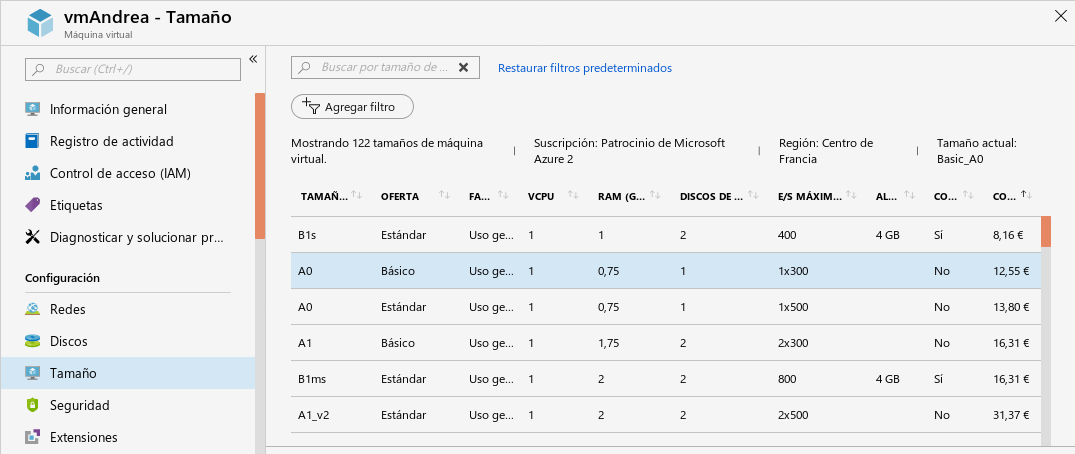 vmAndrea - Tamaño
Máquina virtual
Buscar (Ctrl+/)
«
Información general
Registro de actividad
Control de acceso (IAM)
Etiquetas
Diagnosticar y solucionar pr...
Configuración
Redes
Discos
Tamaño
Seguridad
Extensiones
Buscar por tamaño de ...
Restaurar filtros predeterminados
Agregar filtro
Mostrando 122 tamaños de máquina virtual. | Suscripción: Patrocinio de Microsoft Azure 2 | Región: Centro de Francia | Tamaño actual: Basic_A0
TAMAÑ... OFERTA FA... VCPU RAM (G... DISCOS DE ... E/S MÁXIM... AL... CO... CO...
B1s Estándar Uso ge... 1 1 2 400 4 GB Sí 8,16 €
A0 Básico Uso ge... 1 0,75 1 1x300 No 12,55 €
A0 Estándar Uso ge... 1 0,75 1 1x500 No 13,80 €
A1 Básico Uso ge... 1 1,75 2 2x300 No 16,31 €
B1ms Estándar Uso ge... 1 2 2 800 4 GB Sí 16,31 €
A1_v2 Estándar Uso ge... 1 2 2 2x500 No 31,37 €